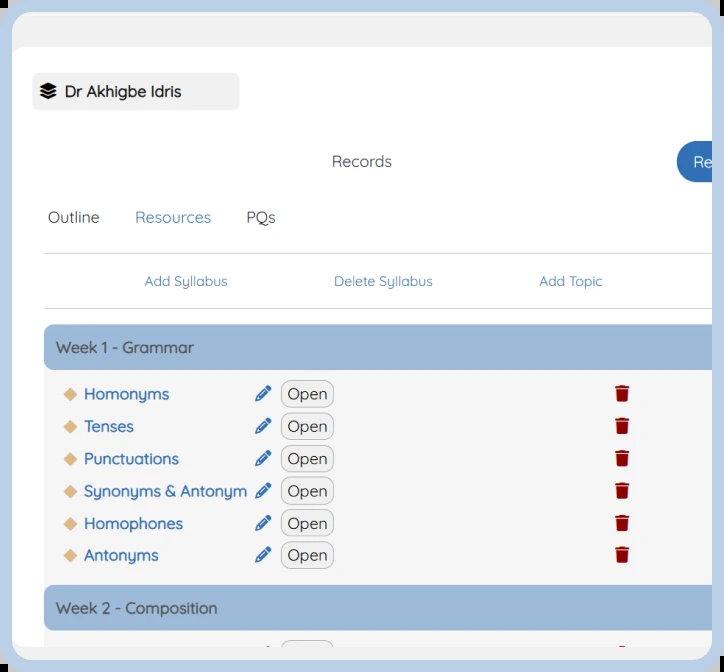 Dr Akhigbe Idris
Records
Re
Outline Resources PQs
Add Syllabus Delete Syllabus Add Topic
Week 1 - Grammar
Homonyms Open
Tenses Open
Punctuations Open
Synonyms & Antonym Open
Homophones Open
Antonyms Open
Week 2 - Composition